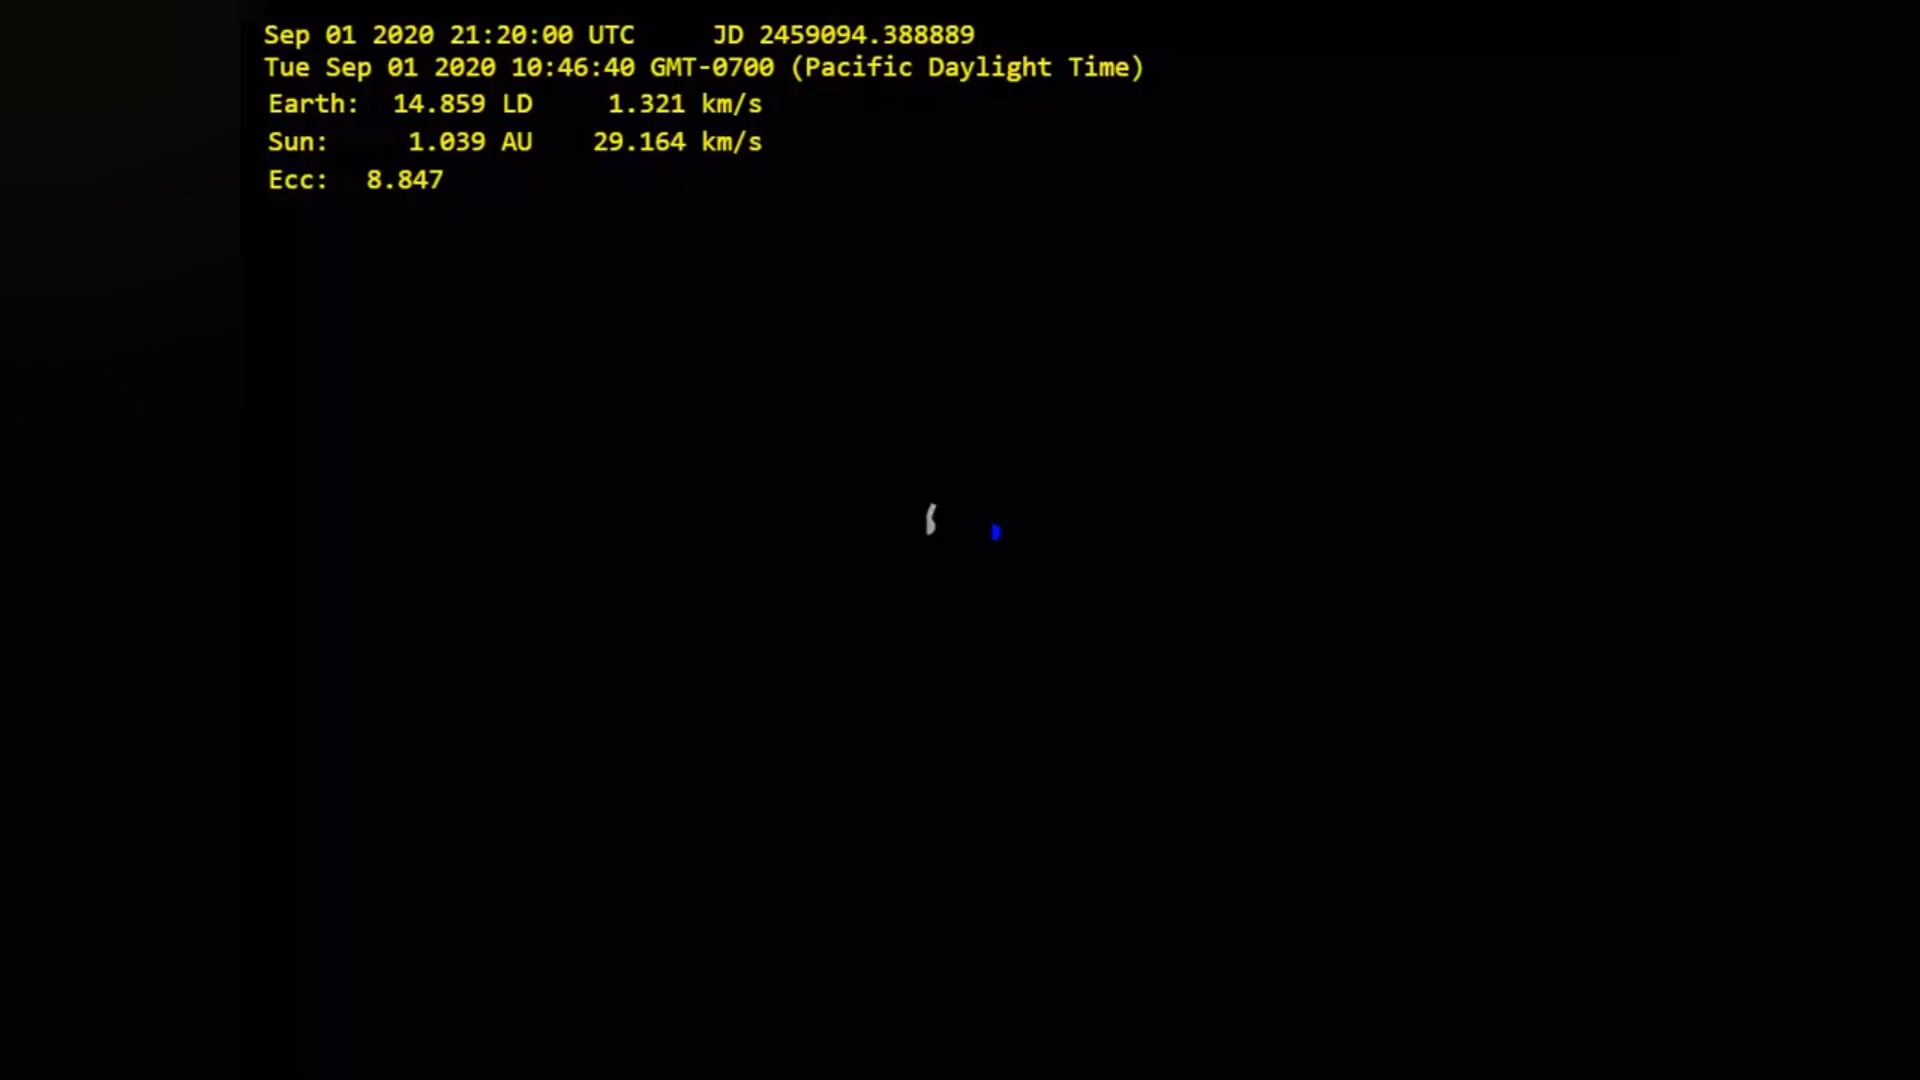 Sep 01 2020 21:20:00 UTC JD 2459094.388889
Tue Sep 01 2020 10:46:40 GMT-0700 (Pacific Daylight Time)
Earth: 14.859 LD 1.321 km/s
Sun: 1.039 AU 29.164 km/s
Ecc: 8.847